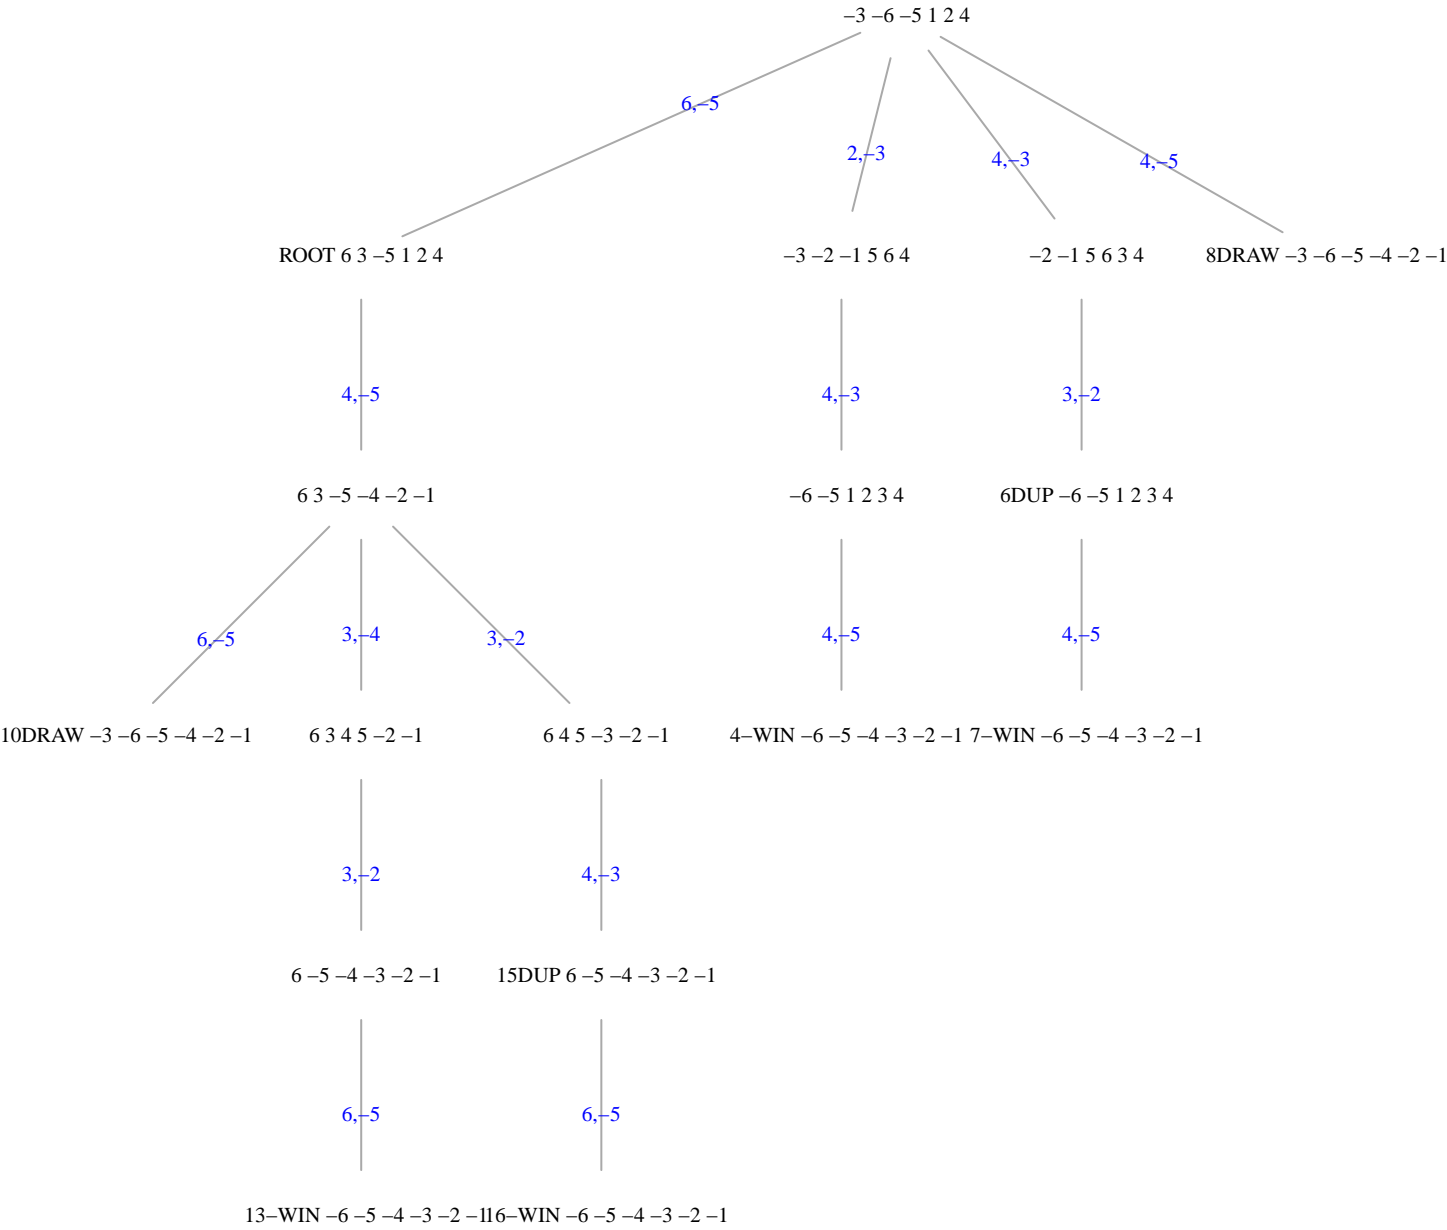 –3 –6 –5 1 2 4
6,–5
2,–3
4,–3
4,–5
ROOT 6 3 –5 1 2 4
–3 –2 –1 5 6 4
–2 –1 5 6 3 4
8DRAW –3 –6 –5 –4 –2 –1
4,–5
4,–3
3,–2
6 3 –5 –4 –2 –1
–6 –5 1 2 3 4
6DUP –6 –5 1 2 3 4
6,–5
3,–4
3,–2
4,–5
4,–5
10DRAW –3 –6 –5 –4 –2 –1
6 3 4 5 –2 –1
6 4 5 –3 –2 –1
4–WIN –6 –5 –4 –3 –2 –1
7–WIN –6 –5 –4 –3 –2 –1
3,–2
4,–3
6 –5 –4 –3 –2 –1
15DUP 6 –5 –4 –3 –2 –1
6,–5
6,–5
13–WIN –6 –5 –4 –3 –2 –1
16–WIN –6 –5 –4 –3 –2 –1